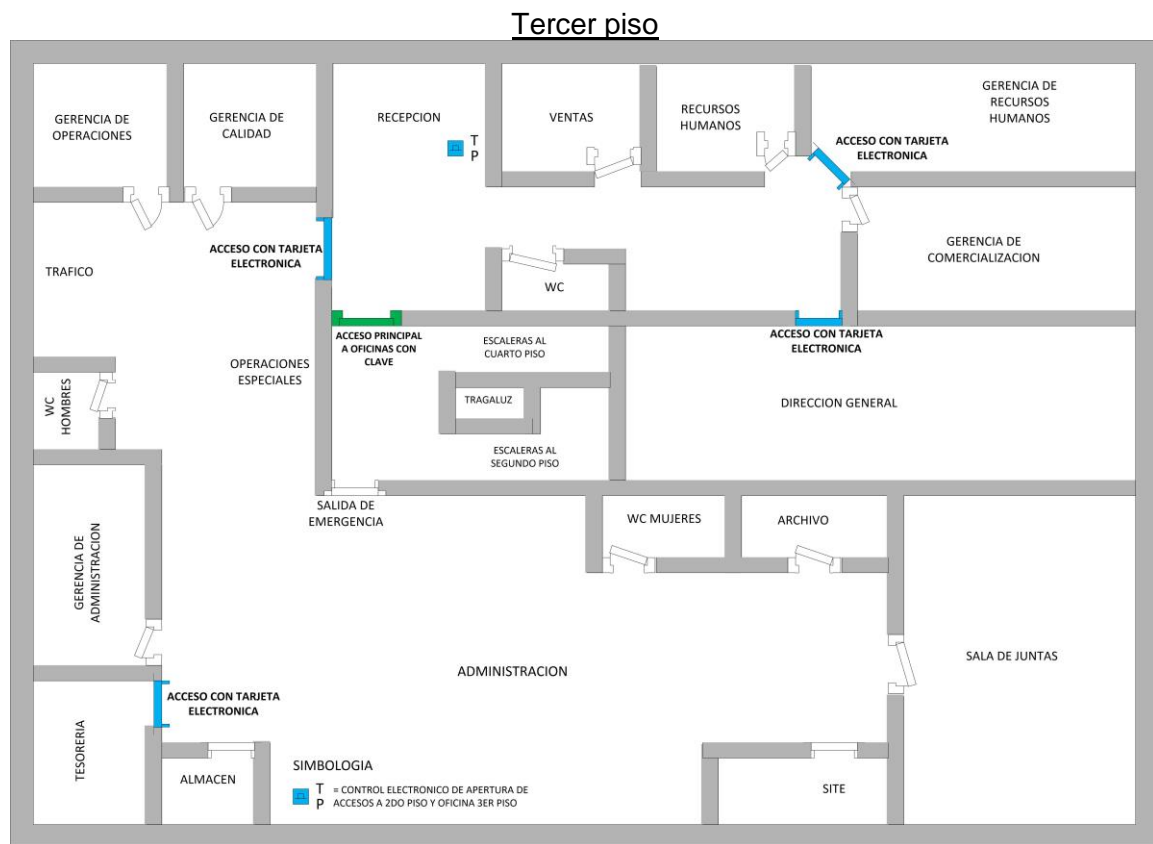 Tercer piso
GERENCIA DE
OPERACIONES
GERENCIA DE
CALIDAD
RECEPCION
T
P
VENTAS
RECURSOS
HUMANOS
GERENCIA DE
RECURSOS
HUMANOS
ACCESO CON TARJETA
ELECTRONICA
TRAFICO
ACCESO CON TARJETA
ELECTRONICA
WC
GERENCIA DE
COMERCIALIZACION
ACCESO PRINCIPAL
A OFICINAS CON
CLAVE
ESCALERAS AL
CUARTO PISO
ACCESO CON TARJETA
ELECTRONICA
OPERACIONES
ESPECIALES
WC
HOMBRES
TRAGALUZ
DIRECCION GENERAL
ESCALERAS AL
SEGUNDO PISO
SALIDA DE
EMERGENCIA
WC MUJERES
ARCHIVO
GERENCIA DE
ADMINISTRACION
ADMINISTRACION
SALA DE JUNTAS
ACCESO CON TARJETA
ELECTRONICA
TESORERIA
ALMACEN
SIMBOLOGIA
T = CONTROL ELECTRONICO DE APERTURA DE
P ACCESOS A 2DO PISO Y OFICINA 3ER PISO
SITE